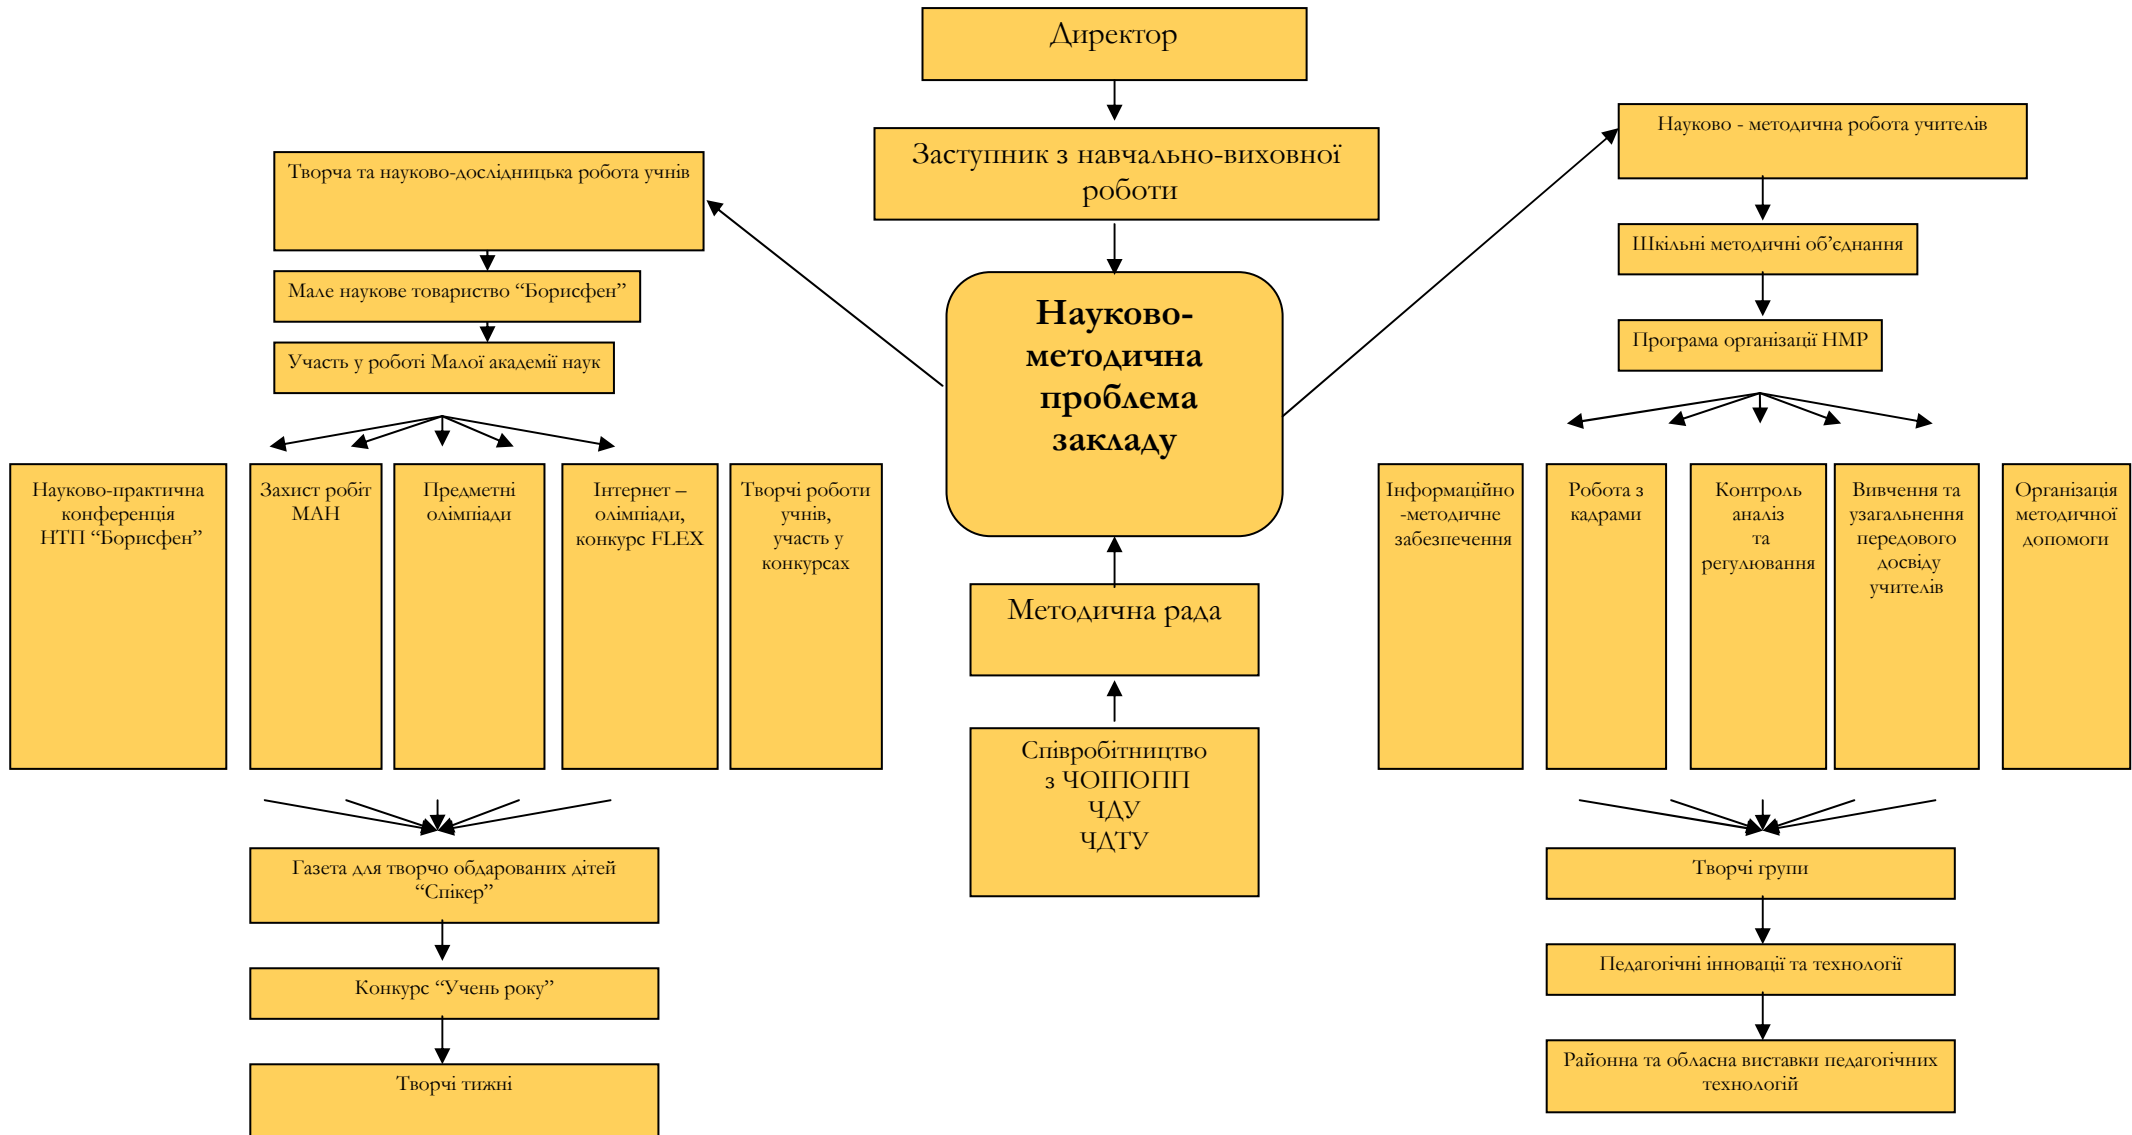 Директор
Заступник з навчально-виховної
роботи
Науково - методична робота учителів
Творча та науково-дослідницька робота учнів
Шкільні методичні об’єднання
Мале наукове товариство “Борисфен”
Програма організації НМР
Участь у роботі Малої академії наук
Науково-
методична
проблема
закладу
Науково-практична
конференція
НТП “Борисфен”
Захист робіт
МАН
Предметні
олімпіади
Інтернет –
олімпіади,
конкурс FLEX
Творчі роботи
учнів,
участь у
конкурсах
Інформаційно
-методичне
забезпечення
Робота з
кадрами
Контроль
аналіз
та
регулювання
Вивчення та
узагальнення
передового
досвіду
учителів
Організація
методичної
допомоги
Методична рада
Співробітництво
з ЧОІПОПП
ЧДУ
ЧДТУ
Газета для творчо обдарованих дітей
“Спікер”
Конкурс “Учень року”
Творчі тижні
Творчі групи
Педагогічні інновації та технології
Районна та обласна виставки педагогічних
технологій